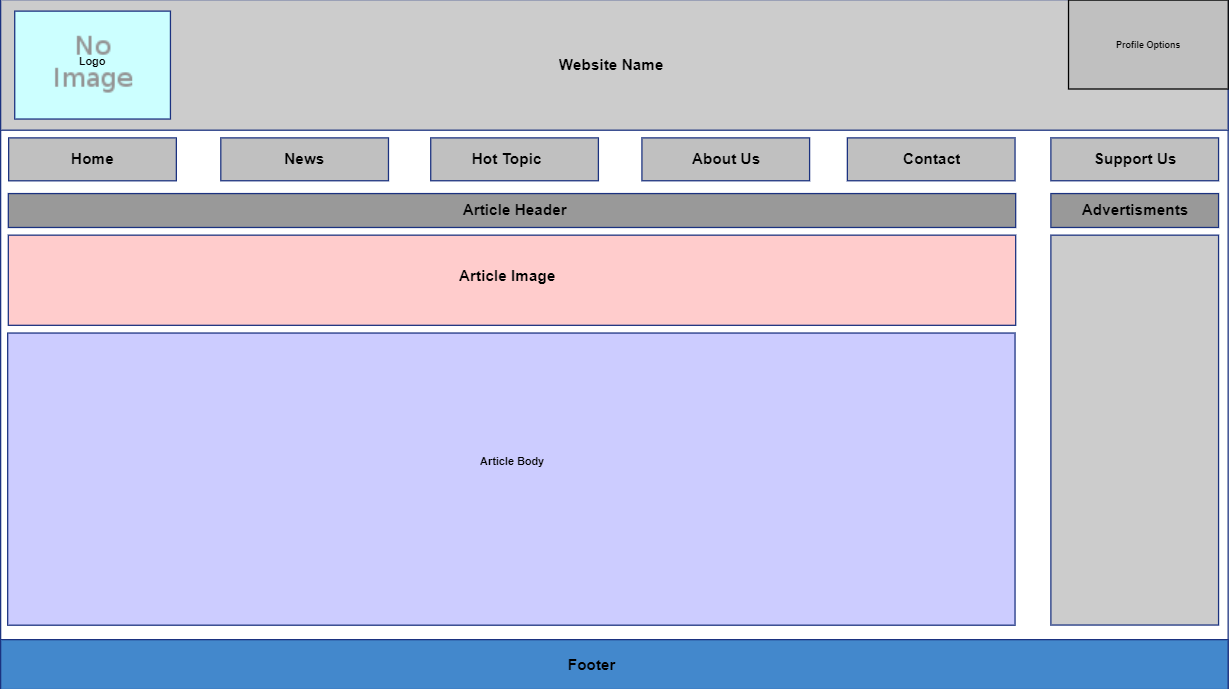 No
Logo
Image
Website Name
Profile Options
Home
News
Hot Topic
About Us
Contact
Support Us
Article Header
Advertisments
Article Image
Article Body
Footer